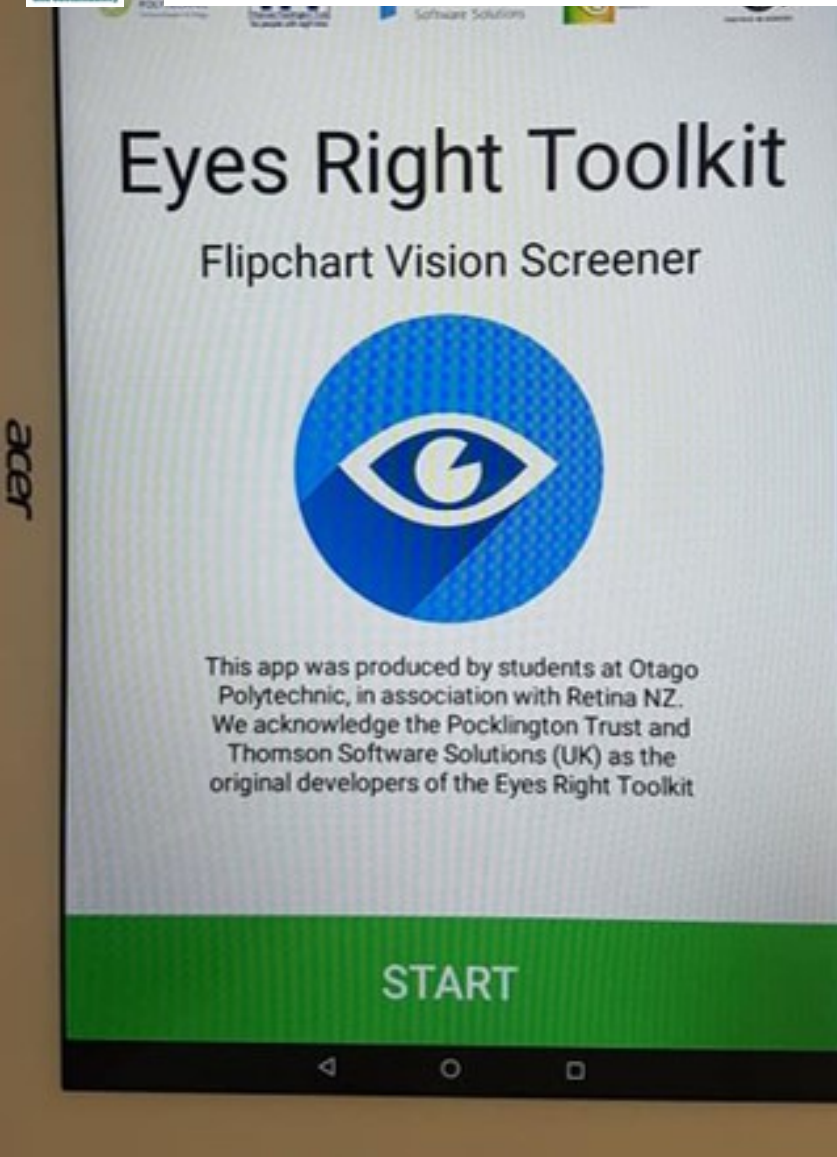 Software Solutions
Eyes Right Toolkit
Flipchart Vision Screener
acer
This app was produced by students at Otago
Polytechnic, in association with Retina NZ.
We acknowledge the Pocklington Trust and
Thomson Software Solutions (UK) as the
original developers of the Eyes Right Toolkit
START